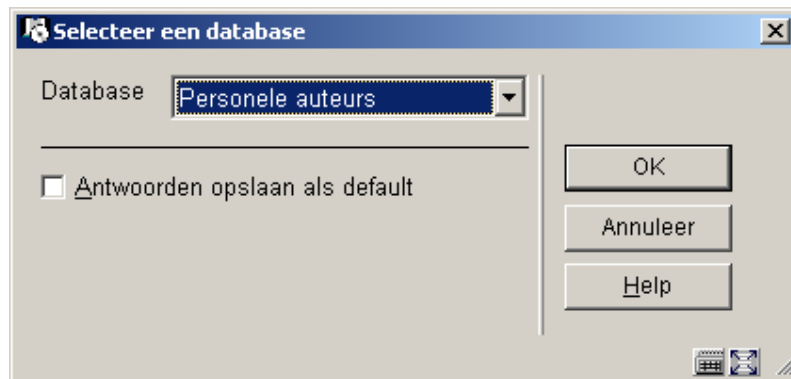 Selecteer een database
Database Personele auteurs
Antwoorden opslaan als default
OK
Annuleer
Help